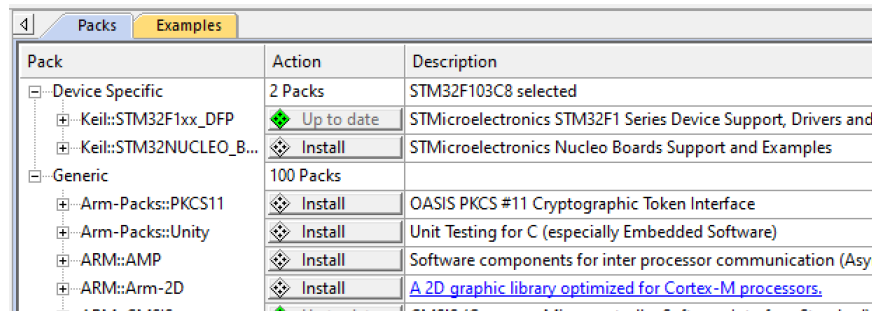 Packs Examples
Pack Action Description
Device Specific 2 Packs STM32F103C8 selected
Keil::STM32F1xx_DFP Up to date STMicroelectronics STM32F1 Series Device Support, Drivers and
Keil::STM32NUCLEO_B... Install STMicroelectronics Nucleo Boards Support and Examples
Generic 100 Packs
Arm-Packs::PKCS11 Install OASIS PKCS #11 Cryptographic Token Interface
Arm-Packs::Unity Install Unit Testing for C (especially Embedded Software)
ARM::AMP Install Software components for inter processor communication (Asy
ARM::Arm-2D Install A 2D graphic library optimized for Cortex-M processors.